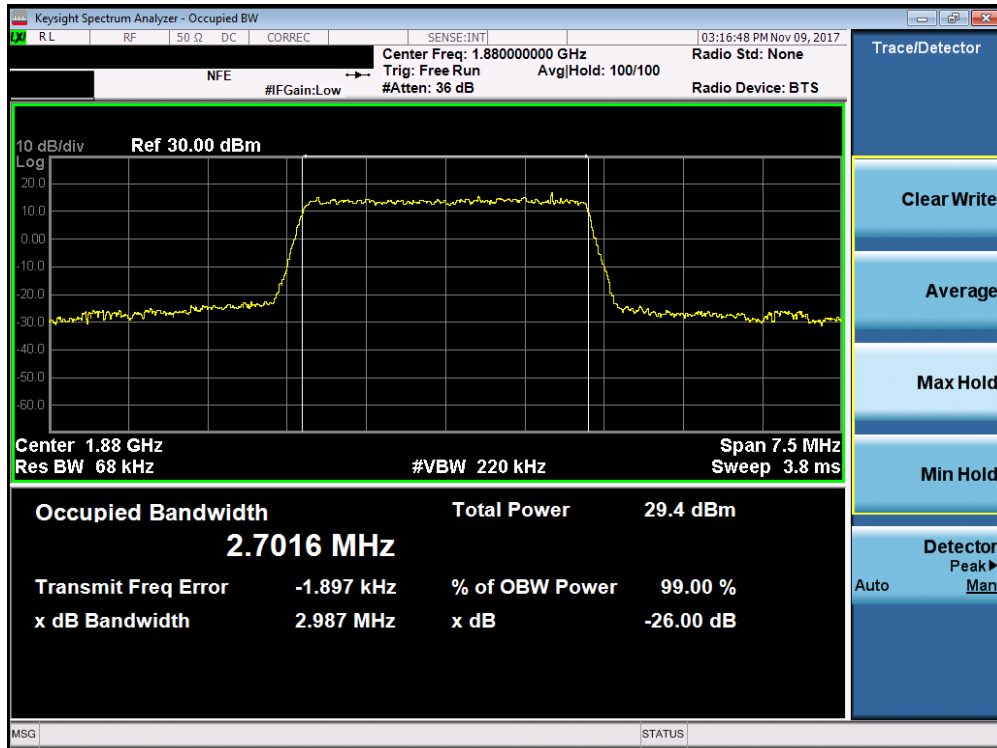 Keysight Spectrum Analyzer - Occupied BW
LXI RL RF 50 Ω DC CORREC SENSE:INT 03:16:48 PM Nov 09, 2017
Center Freq: 1.880000000 GHz Radio Std: None
NFE Trig: Free Run Avg|Hold: 100/100
#IFGain:Low #Atten: 36 dB Radio Device: BTS
10 dB/div Ref 30.00 dBm
Log
20.0
10.0
0.00
-10.0
-20.0
-30.0
-40.0
-50.0
-60.0
Center 1.88 GHz Span 7.5 MHz
Res BW 68 kHz #VBW 220 kHz Sweep 3.8 ms
Occupied Bandwidth Total Power 29.4 dBm
2.7016 MHz
Transmit Freq Error -1.897 kHz % of OBW Power 99.00 %
x dB Bandwidth 2.987 MHz x dB -26.00 dB
Trace/Detector
Clear Write
Average
Max Hold
Min Hold
Detector
Peak▶
Auto Man
MSG STATUS